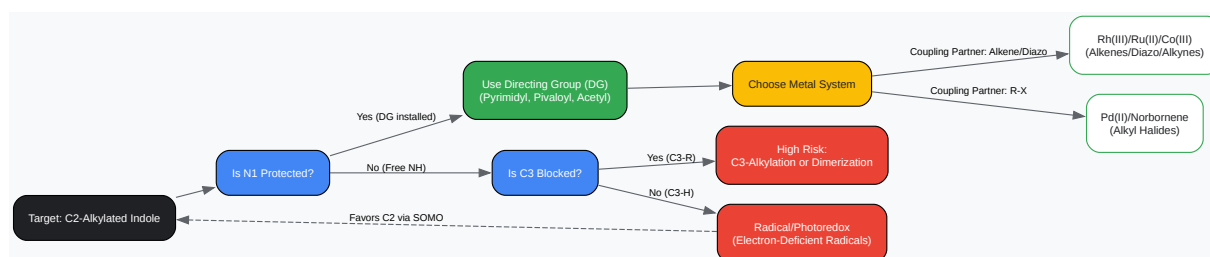 Target: C2-Alkylated Indole
Is N1 Protected?
Yes (DG installed)
No (Free NH)
Use Directing Group (DG)
(Pyrimidyl, Pivaloyl, Acetyl)
Is C3 Blocked?
Choose Metal System
Yes (C3-R)
No (C3-H)
High Risk:
C3-Alkylation or Dimerization
Radical/Photoredox
(Electron-Deficient Radicals)
Favors C2 via SOMO
Coupling Partner: Alkene/Diazo
Coupling Partner: R-X
Rh(III)/Ru(II)/Co(III)
(Alkenes/Diazo/Alkynes)
Pd(II)/Norbornene
(Alkyl Halides)